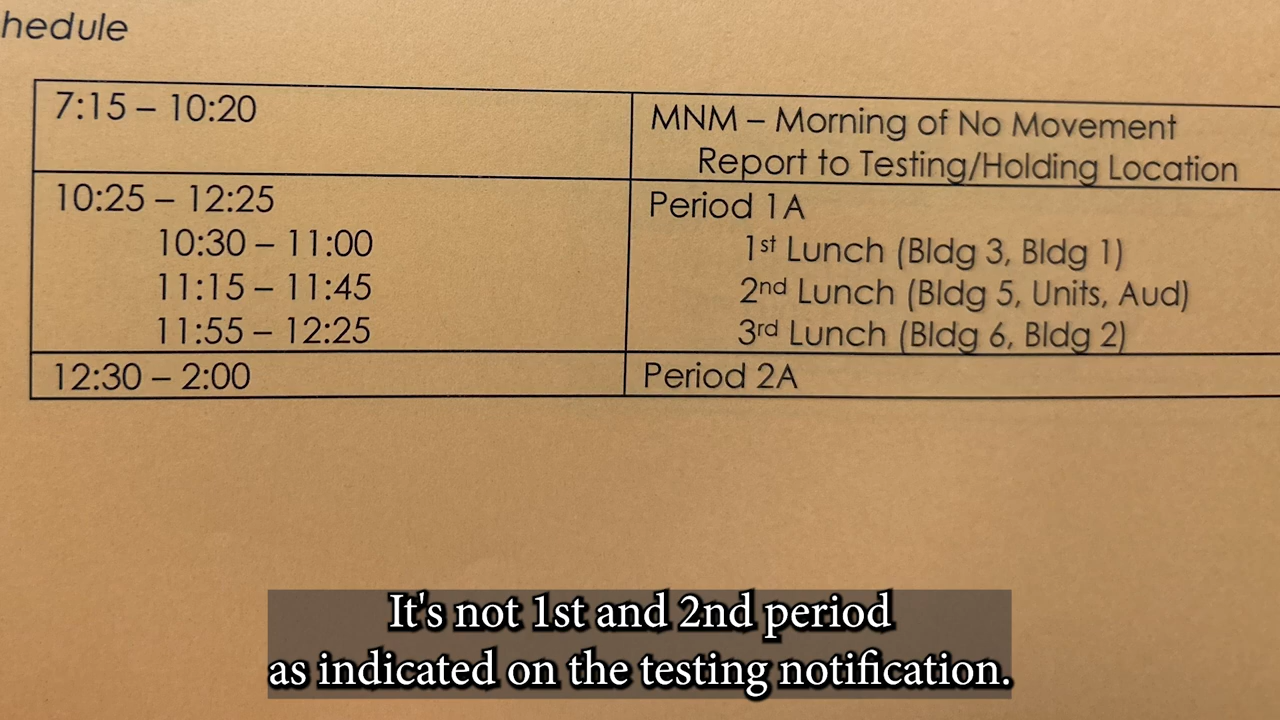 hedule
7:15 – 10:20 MNM – Morning of No Movement
Report to Testing/Holding Location
10:25 – 12:25 Period 1A
10:30 – 11:00 1st Lunch (Bldg 3, Bldg 1)
11:15 – 11:45 2nd Lunch (Bldg 5, Units, Aud)
11:55 – 12:25 3rd Lunch (Bldg 6, Bldg 2)
12:30 – 2:00 Period 2A
It's not 1st and 2nd period
as indicated on the testing notification.